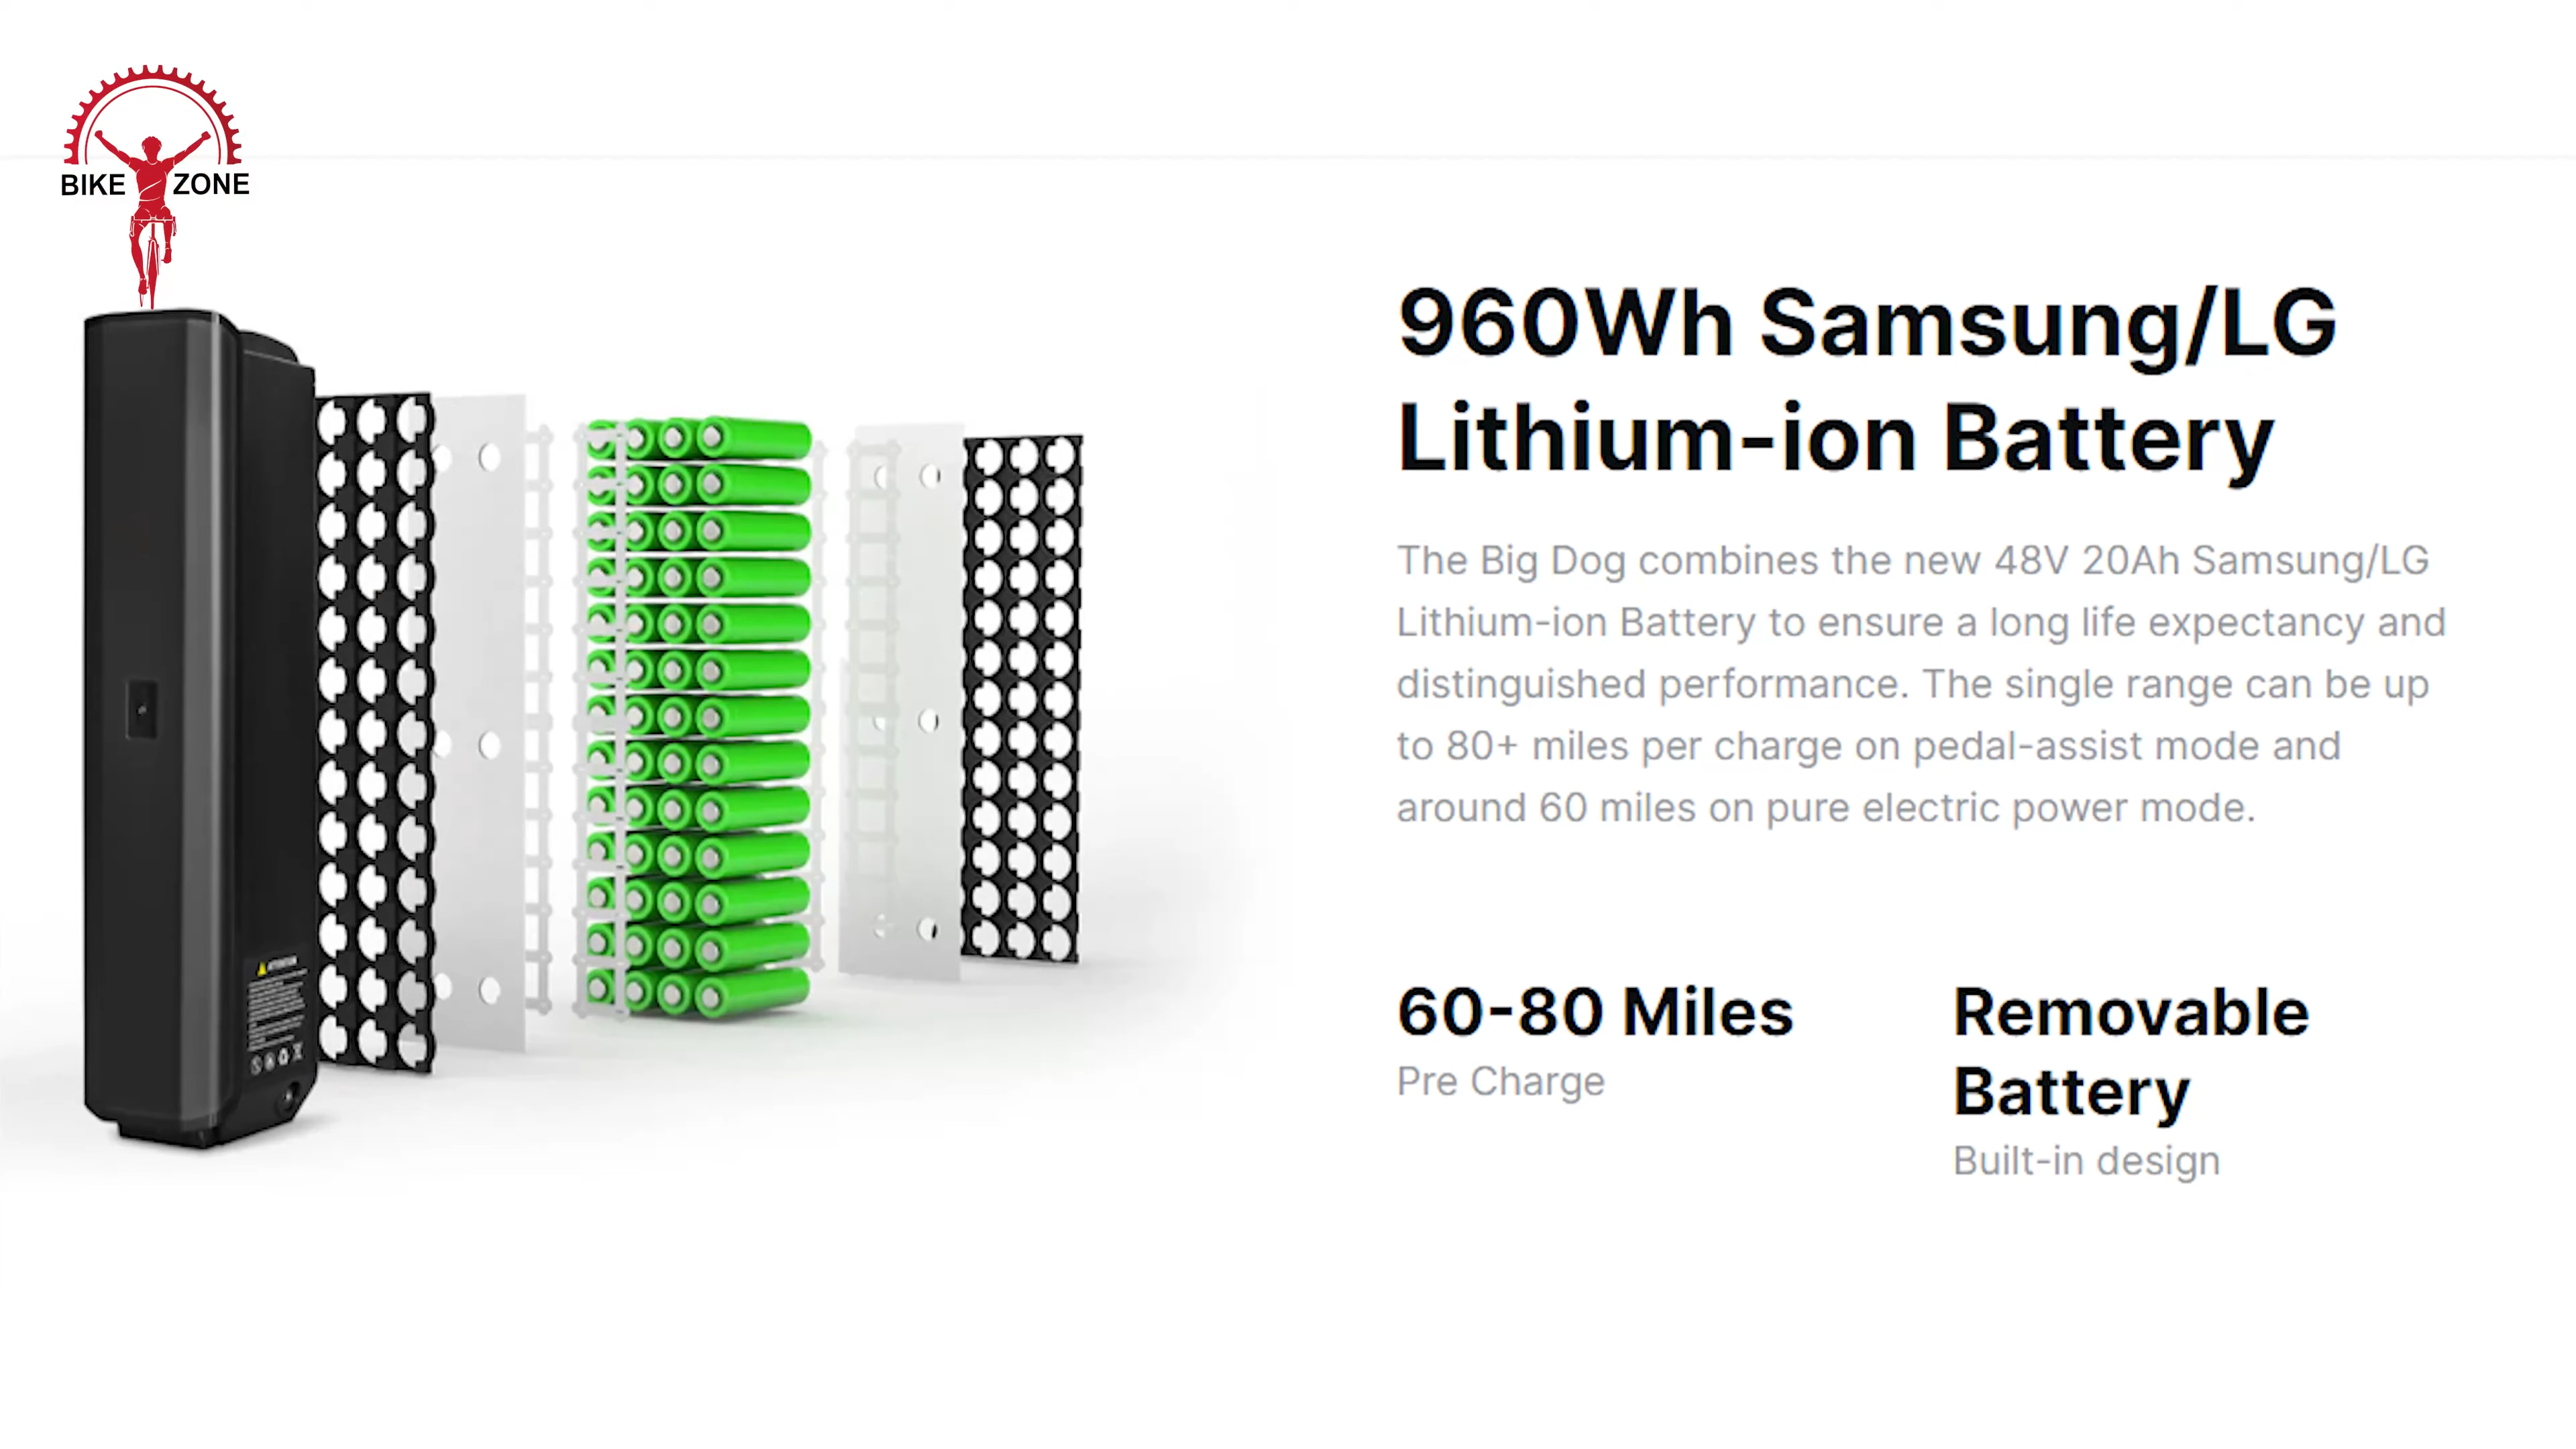 BIKE ZONE
960Wh Samsung/LG
Lithium-ion Battery
The Big Dog combines the new 48V 20Ah Samsung/LG
Lithium-ion Battery to ensure a long life expectancy and
distinguished performance. The single range can be up
to 80+ miles per charge on pedal-assist mode and
around 60 miles on pure electric power mode.
60-80 Miles
Pre Charge
Removable
Battery
Built-in design